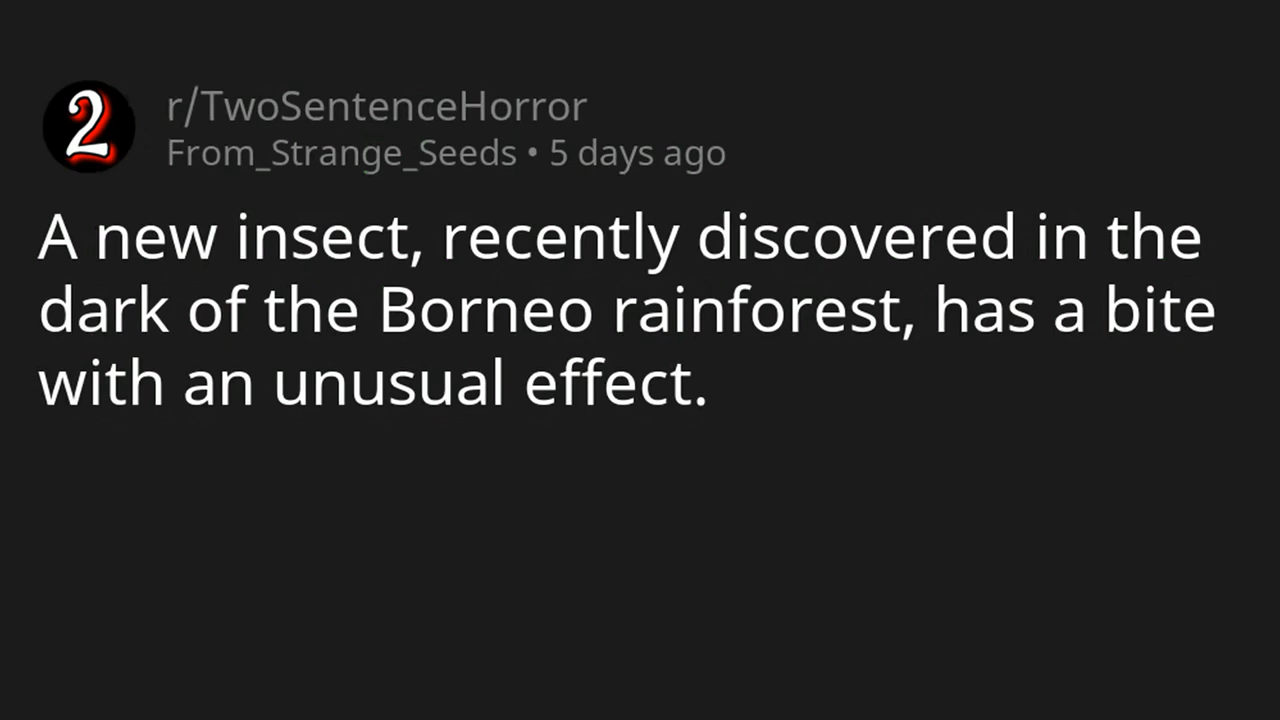 2
r/TwoSentenceHorror
From_Strange_Seeds • 5 days ago
A new insect, recently discovered in the
dark of the Borneo rainforest, has a bite
with an unusual effect.